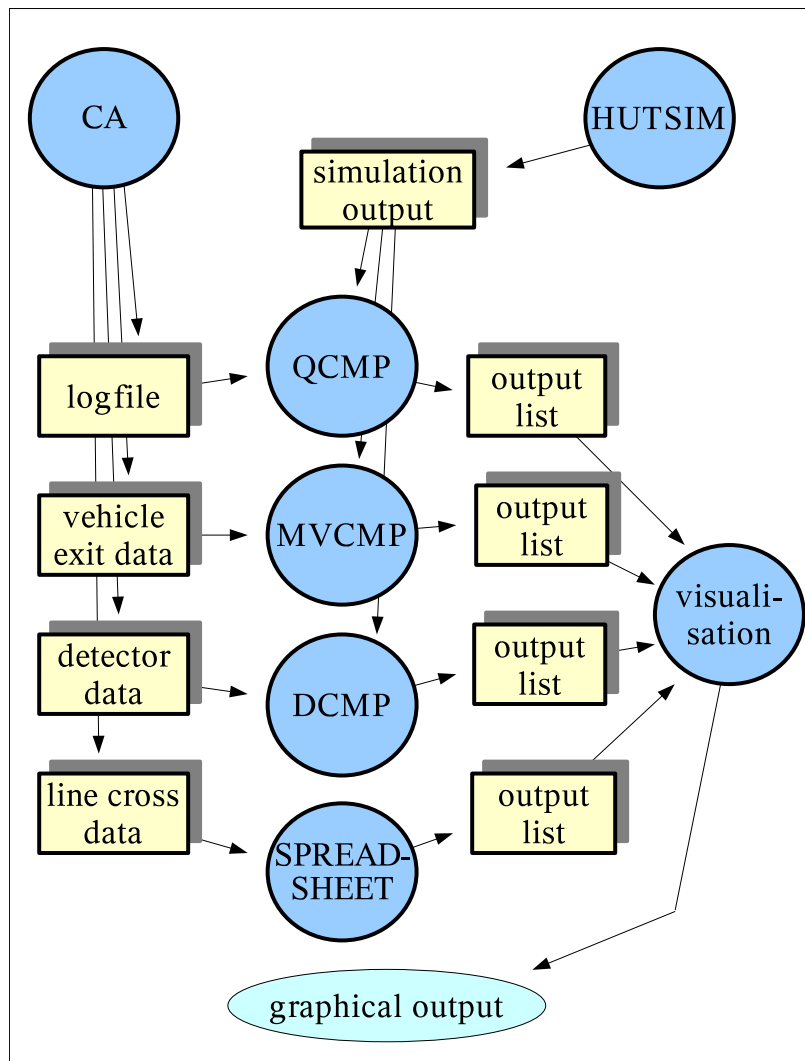 CA
HUTSIM
simulation
output
QCMP
logfile
output
list
vehicle
exit data
MVCMP
output
list
visuali-
sation
detector
data
DCMP
output
list
line cross
data
SPREAD-
SHEET
output
list
graphical output